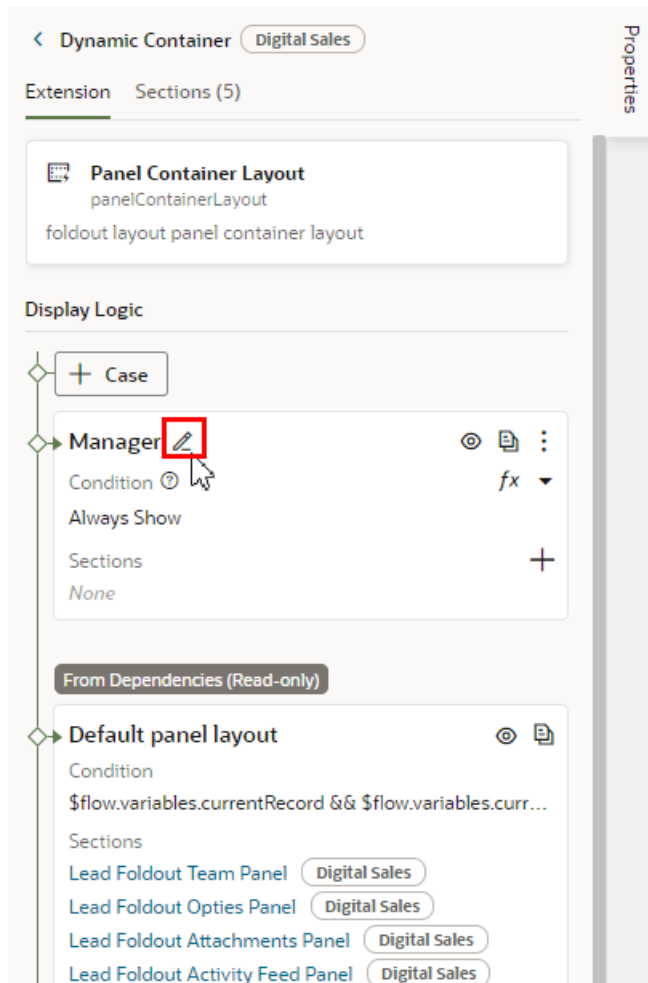 Dynamic Container Digital Sales
Properties
Extension Sections (5)
Panel Container Layout
panelContainerLayout
foldout layout panel container layout
Display Logic
+ Case
Manager
Condition ? fx
Always Show
Sections +
None
From Dependencies (Read-only)
Default panel layout
Condition
$flow.variables.currentRecord && $flow.variables.curr...
Sections
Lead Foldout Team Panel Digital Sales
Lead Foldout Opties Panel Digital Sales
Lead Foldout Attachments Panel Digital Sales
Lead Foldout Activity Feed Panel Digital Sales